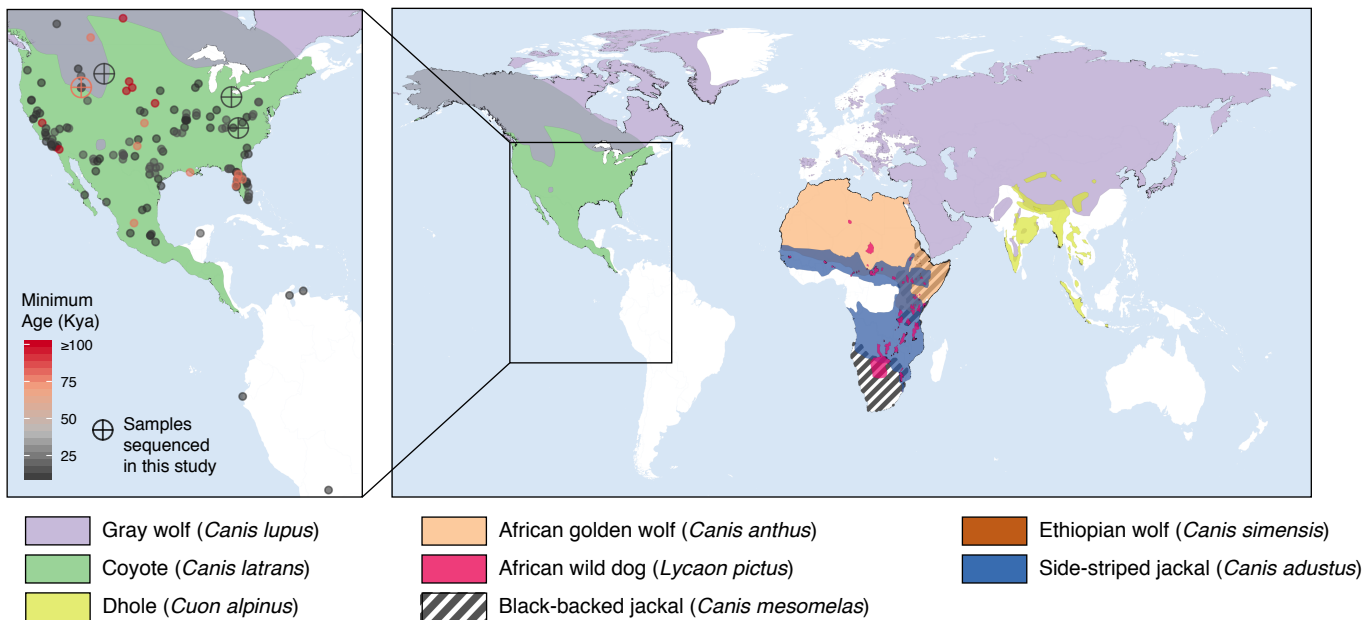 Minimum
Age (Kya)
≥100
75
50
25
Samples
sequenced
in this study
Gray wolf (Canis lupus)
Coyote (Canis latrans)
Dhole (Cuon alpinus)
African golden wolf (Canis anthus)
African wild dog (Lycaon pictus)
Black-backed jackal (Canis mesomelas)
Ethiopian wolf (Canis simensis)
Side-striped jackal (Canis adustus)